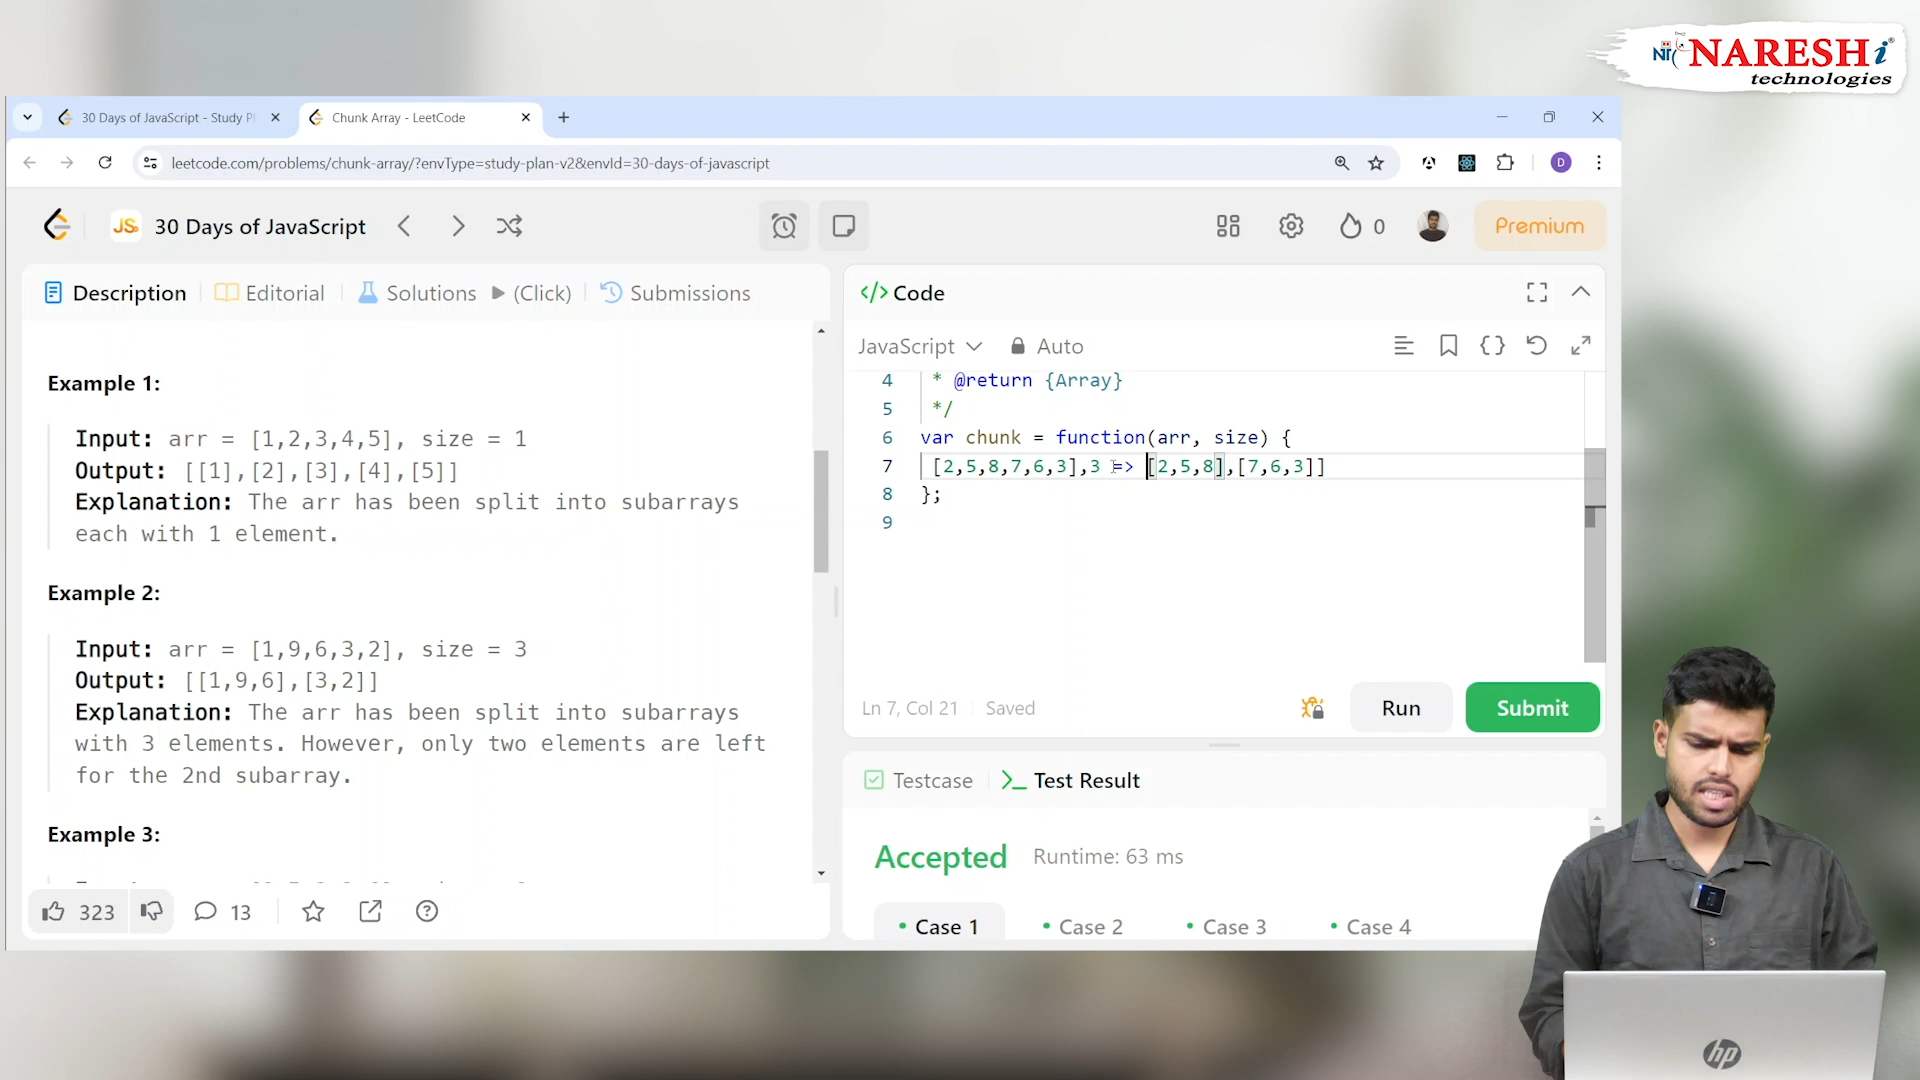 NARESH i
technologies
30 Days of JavaScript - Study P
Chunk Array - LeetCode
leetcode.com/problems/chunk-array/?envType=study-plan-v2&envId=30-days-of-javascript
D
JS 30 Days of JavaScript
0
Premium
Description
Editorial
Solutions
(Click)
Submissions
Example 1:
Input: arr = [1,2,3,4,5], size = 1
Output: [[1],[2],[3],[4],[5]]
Explanation: The arr has been split into subarrays
each with 1 element.
Example 2:
Input: arr = [1,9,6,3,2], size = 3
Output: [[1,9,6],[3,2]]
Explanation: The arr has been split into subarrays
with 3 elements. However, only two elements are left
for the 2nd subarray.
Example 3:
323
13
</> Code
JavaScript
Auto
4 * @return {Array}
5 */
6 var chunk = function(arr, size) {
7 [2,5,8,7,6,3],3 => [2,5,8],[7,6,3]]
8 };
9
Ln 7, Col 21
Saved
Run
Submit
Testcase
>_ Test Result
Accepted
Runtime: 63 ms
Case 1
Case 2
Case 3
Case 4
hp